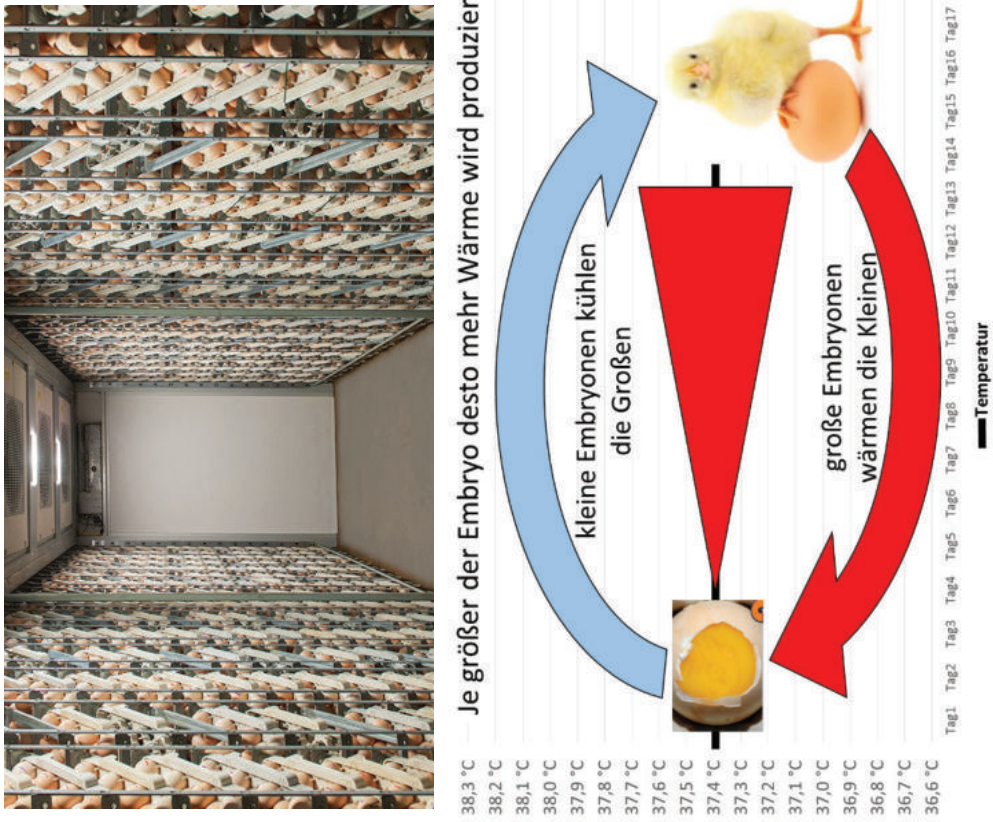 Je größer der Embryo desto mehr Wärme wird produzier
38,3 °C
38,2 °C
38,1 °C
38,0 °C
37,9 °C
37,8 °C
37,7 °C
37,6 °C
37,5 °C
37,4 °C
37,3 °C
37,2 °C
37,1 °C
37,0 °C
36,9 °C
36,8 °C
36,7 °C
36,6 °C
kleine Embryonen kühlen
die Großen
große Embryonen
wärmen die Kleinen
Tag1 Tag2 Tag3 Tag4 Tag5 Tag6 Tag7 Tag8 Tag9 Tag10 Tag11 Tag12 Tag13 Tag14 Tag15 Tag16 Tag17
Temperatur